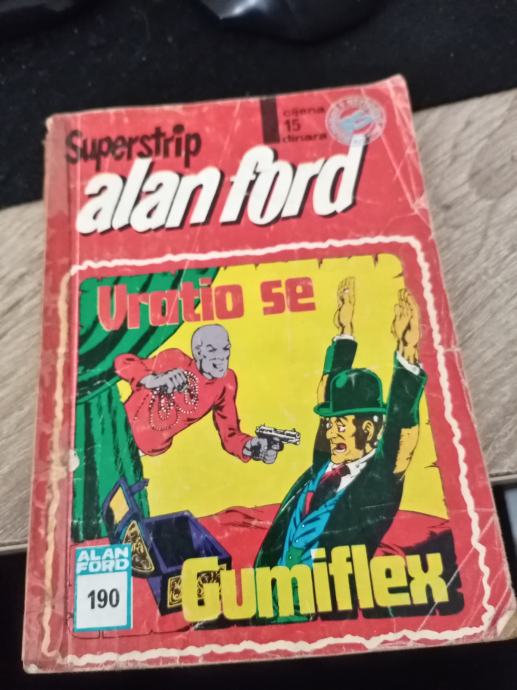 Superstrip
cijena
15
dinara
alan ford
Vratio se
Gumiflex
ALAN
FORD
190